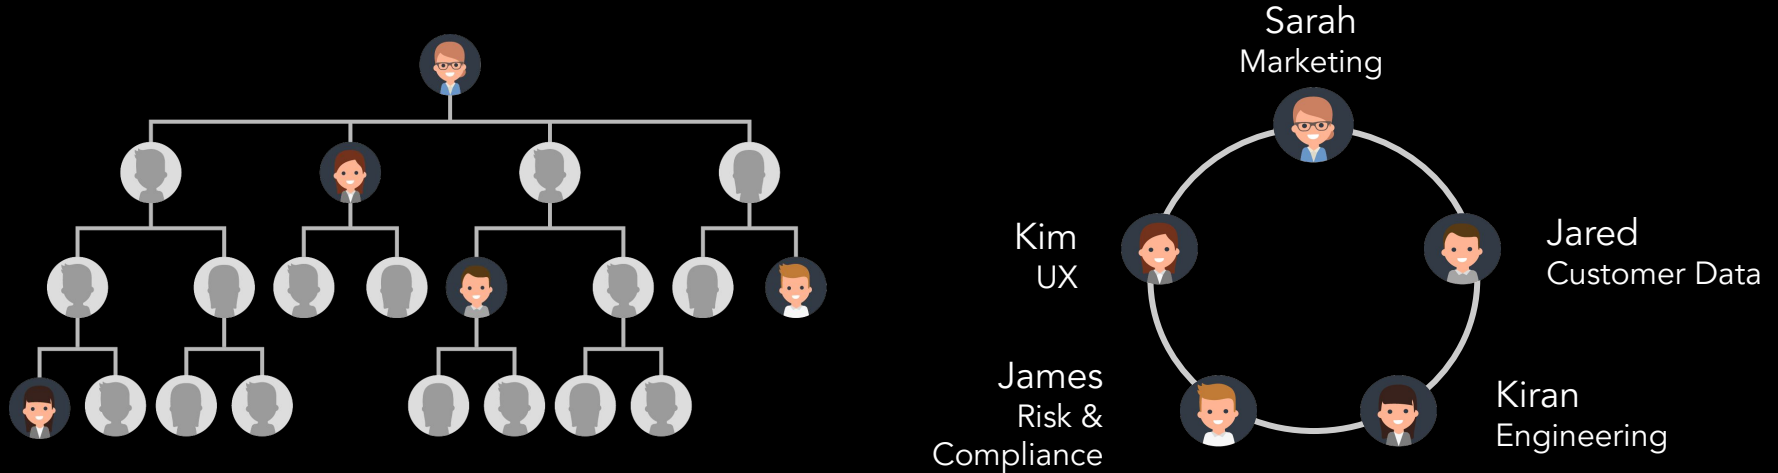 Sarah
Marketing
Kim
UX
Jared
Customer Data
James
Risk &
Compliance
Kiran
Engineering